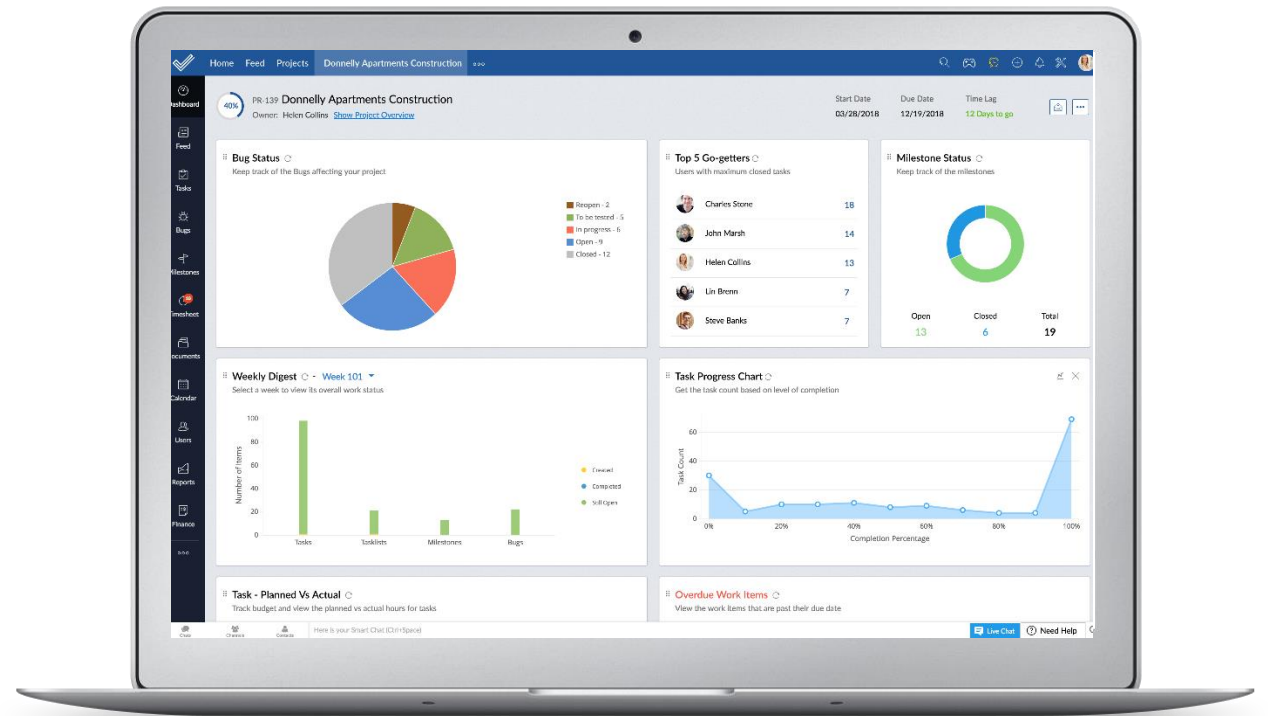 Home Feed Projects Donnelly Apartments Construction
40% PR-139 Donnelly Apartments Construction
Owner: Helen Collins Show Project Overview
Start Date Due Date Time Lag
03/28/2018 12/19/2018 12 Days to go
Dashboard
Feed
Tasks
Bugs
Milestones
Timesheet
Documents
Calendar
Users
Reports
Finance
Bug Status
Keep track of the Bugs affecting your project
Reopen - 2
To be tested - 5
In progress - 6
Open - 9
Closed - 12
Top 5 Go-getters
Users with maximum closed tasks
Charles Stone 18
John Marsh 14
Helen Collins 13
Lin Brenn 7
Steve Banks 7
Milestone Status
Keep track of the milestones
Open Closed Total
13 6 19
Weekly Digest - Week 101
Select a week to view its overall work status
100
80
60
40
20
0
Number of Items
Tasks Tasklists Milestones Bugs
Created
Completed
Still Open
Task Progress Chart
Get the task count based on level of completion
60
40
20
0
Task Count
0% 20% 40% 60% 80% 100%
Completion Percentage
Task - Planned Vs Actual
Track budget and view the planned vs actual hours for tasks
Overdue Work Items
View the work items that are past their due date
Chats Channels Contacts Here is your Smart Chat (Ctrl+Space)
Live Chat Need Help